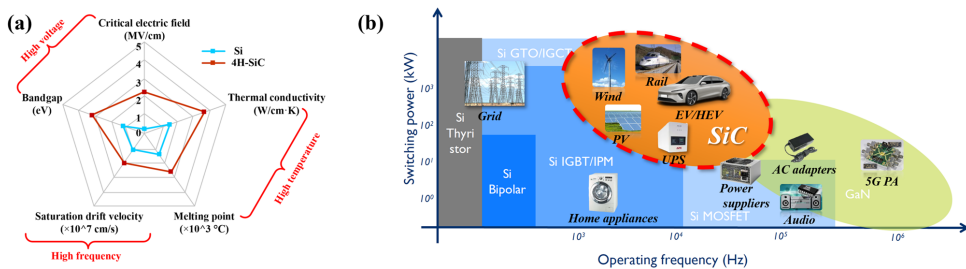 (a)
Critical electric field
(MV/cm)
High voltage
Si
4H-SiC
5
4
3
2
1
0
Bandgap
(eV)
Thermal conductivity
(W/cm·K)
High temperature
Saturation drift velocity
(×10^7 cm/s)
Melting point
(×10^3 °C)
High frequency
(b)
Switching power (kW)
10³
10²
10¹
10⁰
Si GTO/IGCT
Si
Thyri
stor
Grid
Wind
Rail
EV/HEV
PV
UPS
SiC
Si IGBT/IPM
Si
Bipolar
Home appliances
Si MOSFET
Power
suppliers
AC adapters
Audio
5G PA
GaN
10³
10⁴
10⁵
10⁶
Operating frequency (Hz)